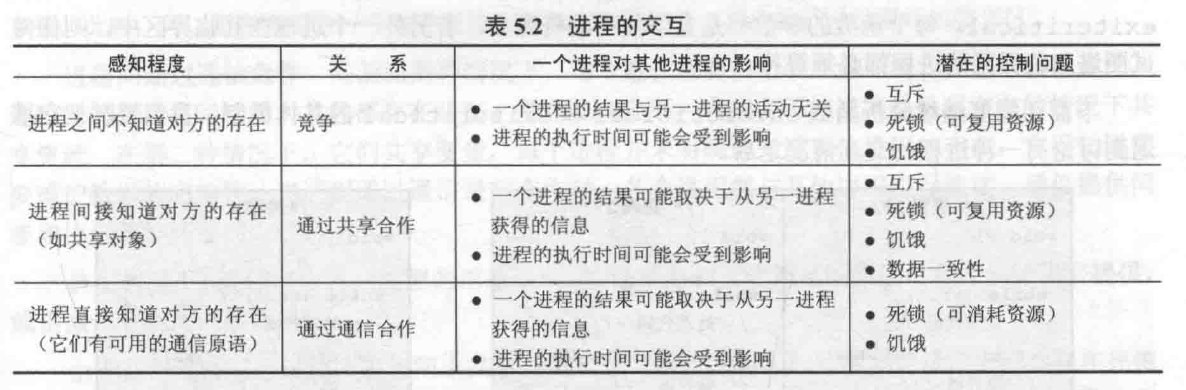 表 5.2 进程的交互
感知程度 关 系 一个进程对其他进程的影响 潜在的控制问题
进程之间不知道对方的存在 竞争
● 一个进程的结果与另一进程的活动无关
● 进程的执行时间可能会受到影响
● 互斥
● 死锁（可复用资源）
● 饥饿
进程间接知道对方的存在
（如共享对象）
通过共享合作
● 一个进程的结果可能取决于从另一进程
获得的信息
● 进程的执行时间可能会受到影响
● 互斥
● 死锁（可复用资源）
● 饥饿
● 数据一致性
进程直接知道对方的存在
（它们有可用的通信原语）
通过通信合作
● 一个进程的结果可能取决于从另一进程
获得的信息
● 进程的执行时间可能会受到影响
● 死锁（可消耗资源）
● 饥饿